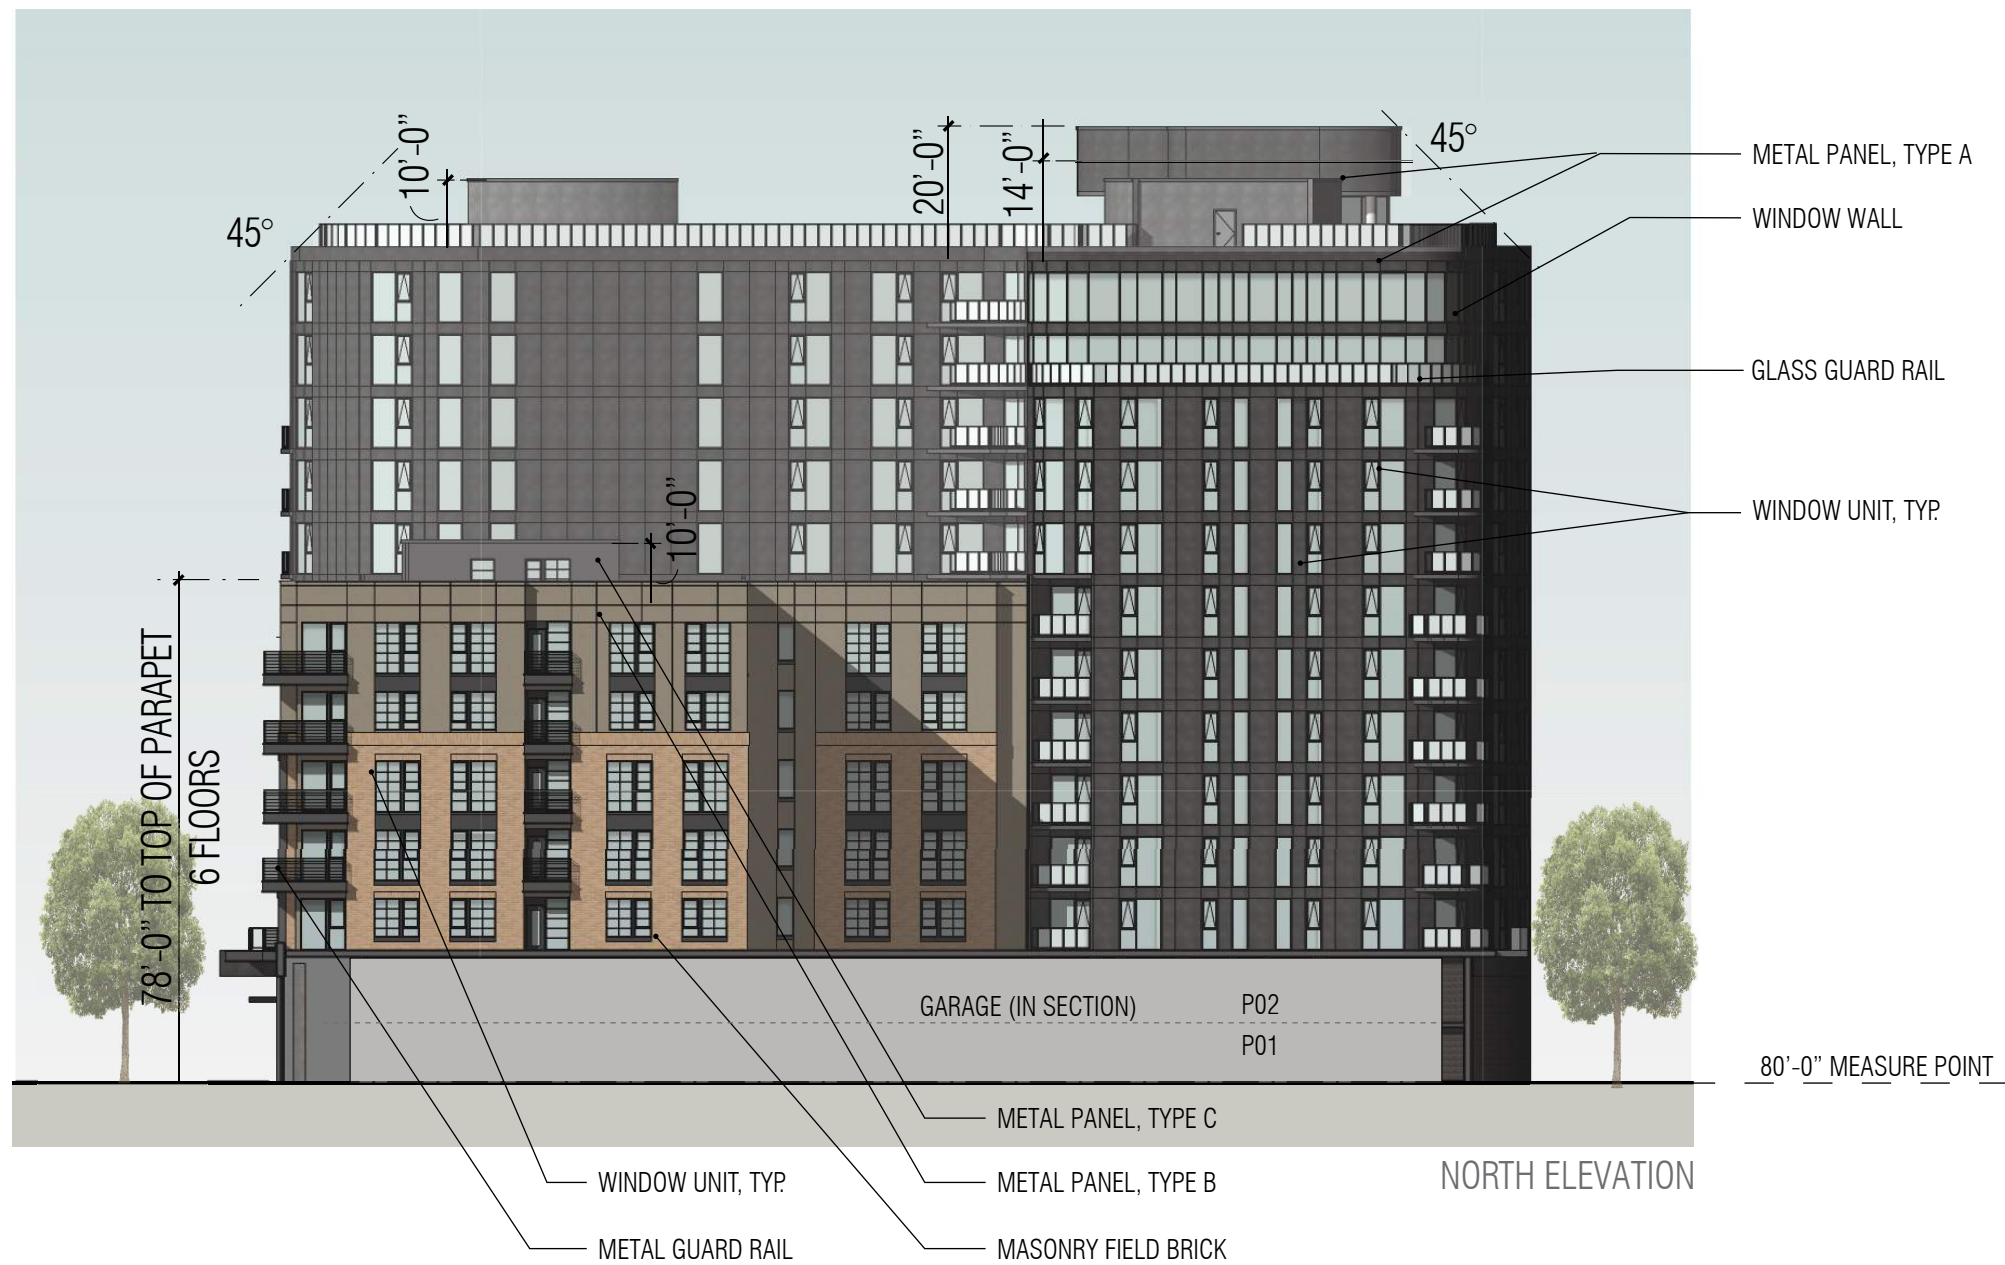 10'-0"
20'-0"
14'-0"
45°
45°
METAL PANEL, TYPE A
WINDOW WALL
GLASS GUARD RAIL
10'-0"
WINDOW UNIT, TYP.
78'-0" TO TOP OF PARAPET
6 FLOORS
GARAGE (IN SECTION)
P02
P01
80'-0" MEASURE POINT
METAL PANEL, TYPE C
WINDOW UNIT, TYP.
METAL PANEL, TYPE B
NORTH ELEVATION
METAL GUARD RAIL
MASONRY FIELD BRICK